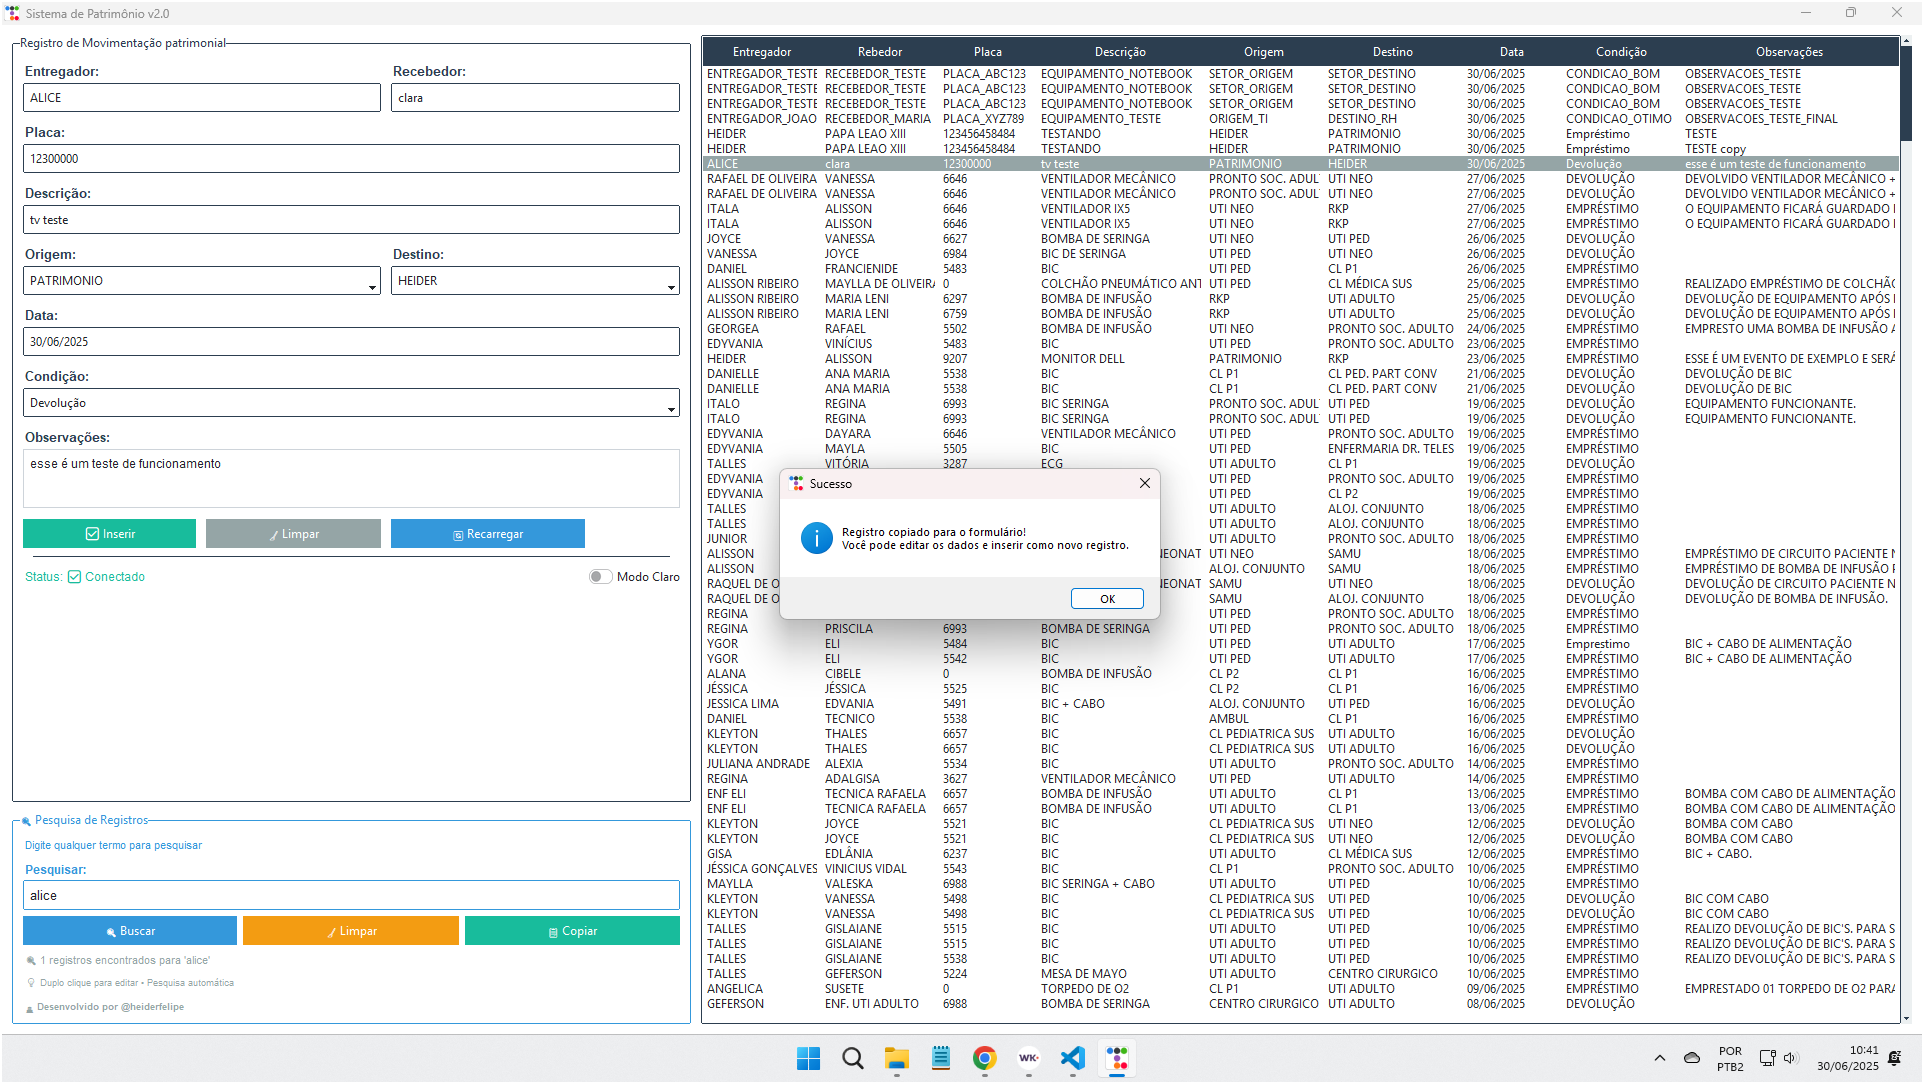 Sistema de Patrimônio v2.0
Registro de Movimentação patrimonial
Entregador: Recebedor:
ALICE clara
Placa:
12300000
Descrição:
tv teste
Origem: Destino:
PATRIMONIO HEIDER
Data:
30/06/2025
Condição:
Devolução
Observações:
esse é um teste de funcionamento
Inserir Limpar Recarregar
Status: Conectado Modo Claro
Pesquisa de Registros
Digite qualquer termo para pesquisar
Pesquisar:
alice
Buscar Limpar Copiar
1 registros encontrados para 'alice'
Duplo clique para editar • Pesquisa automática
Desenvolvido por @heiderfelipe
Entregador Rebedor Placa Descrição Origem Destino Data Condição Observações
ENTREGADOR_TESTE RECEBEDOR_TESTE PLACA_ABC123 EQUIPAMENTO_NOTEBOOK SETOR_ORIGEM SETOR_DESTINO 30/06/2025 CONDICAO_BOM OBSERVACOES_TESTE
ENTREGADOR_TESTE RECEBEDOR_TESTE PLACA_ABC123 EQUIPAMENTO_NOTEBOOK SETOR_ORIGEM SETOR_DESTINO 30/06/2025 CONDICAO_BOM OBSERVACOES_TESTE
ENTREGADOR_TESTE RECEBEDOR_TESTE PLACA_ABC123 EQUIPAMENTO_NOTEBOOK SETOR_ORIGEM SETOR_DESTINO 30/06/2025 CONDICAO_BOM OBSERVACOES_TESTE
ENTREGADOR_JOAO RECEBEDOR_MARIA PLACA_XYZ789 EQUIPAMENTO_TESTE ORIGEM_TI DESTINO_RH 30/06/2025 CONDICAO_OTIMO OBSERVACOES_TESTE_FINAL
HEIDER PAPA LEAO XIII 123456458484 TESTANDO HEIDER PATRIMONIO 30/06/2025 Empréstimo TESTE
HEIDER PAPA LEAO XIII 123456458484 TESTANDO HEIDER PATRIMONIO 30/06/2025 Empréstimo TESTE copy
ALICE clara 12300000 tv teste PATRIMONIO HEIDER 30/06/2025 Devolução esse é um teste de funcionamento
RAFAEL DE OLIVEIRA VANESSA 6646 VENTILADOR MECÂNICO PRONTO SOC. ADUL UTI NEO 27/06/2025 DEVOLUÇÃO DEVOLVIDO VENTILADOR MECÂNICO +
RAFAEL DE OLIVEIRA VANESSA 6646 VENTILADOR MECÂNICO PRONTO SOC. ADUL UTI NEO 27/06/2025 DEVOLUÇÃO DEVOLVIDO VENTILADOR MECÂNICO +
ITALA ALISSON 6646 VENTILADOR IX5 UTI NEO RKP 27/06/2025 EMPRÉSTIMO O EQUIPAMENTO FICARÁ GUARDADO
ITALA ALISSON 6646 VENTILADOR IX5 UTI NEO RKP 27/06/2025 EMPRÉSTIMO O EQUIPAMENTO FICARÁ GUARDADO
JOYCE VANESSA 6627 BOMBA DE SERINGA UTI NEO UTI PED 26/06/2025 DEVOLUÇÃO
VANESSA JOYCE 6984 BIC DE SERINGA UTI PED UTI NEO 26/06/2025 DEVOLUÇÃO
DANIEL FRANCIENIDE 5483 BIC UTI PED CL P1 26/06/2025 EMPRÉSTIMO
ALISSON RIBEIRO MAYLLA DE OLIVEIRA 0 COLCHÃO PNEUMÁTICO ANT UTI PED CL MÉDICA SUS 25/06/2025 EMPRÉSTIMO REALIZADO EMPRÉSTIMO DE COLCHÃO
ALISSON RIBEIRO MARIA LENI 6297 BOMBA DE INFUSÃO RKP UTI ADULTO 25/06/2025 DEVOLUÇÃO DEVOLUÇÃO DE EQUIPAMENTO APÓS
ALISSON RIBEIRO MARIA LENI 6759 BOMBA DE INFUSÃO RKP UTI ADULTO 25/06/2025 DEVOLUÇÃO DEVOLUÇÃO DE EQUIPAMENTO APÓS
GEORGEA RAFAEL 5502 BOMBA DE INFUSÃO UTI NEO PRONTO SOC. ADULTO 24/06/2025 EMPRÉSTIMO EMPRESTO UMA BOMBA DE INFUSÃO A
EDYVANIA VINÍCIUS 5483 BIC UTI PED PRONTO SOC. ADULTO 23/06/2025 EMPRÉSTIMO
HEIDER ALISSON 9207 MONITOR DELL PATRIMONIO RKP 23/06/2025 EMPRÉSTIMO ESSE É UM EVENTO DE EXEMPLO E SERÁ
DANIELLE ANA MARIA 5538 BIC CL P1 CL PED. PART CONV 21/06/2025 DEVOLUÇÃO DEVOLUÇÃO DE BIC
DANIELLE ANA MARIA 5538 BIC CL P1 CL PED. PART CONV 21/06/2025 DEVOLUÇÃO DEVOLUÇÃO DE BIC
ITALO REGINA 6993 BIC SERINGA PRONTO SOC. ADUL UTI PED 19/06/2025 DEVOLUÇÃO EQUIPAMENTO FUNCIONANTE.
ITALO REGINA 6993 BIC SERINGA PRONTO SOC. ADUL UTI PED 19/06/2025 DEVOLUÇÃO EQUIPAMENTO FUNCIONANTE.
EDYVANIA DAYARA 6646 VENTILADOR MECÂNICO UTI PED PRONTO SOC. ADULTO 19/06/2025 EMPRÉSTIMO
EDYVANIA MAYLA 5505 BIC UTI PED ENFERMARIA DR. TELES 19/06/2025 EMPRÉSTIMO
TALLES VITÓRIA 3287 ECG UTI ADULTO CL P1 19/06/2025 DEVOLUÇÃO
EDYVANIA UTI PED PRONTO SOC. ADULTO 19/06/2025 EMPRÉSTIMO
EDYVANIA UTI PED CL P2 19/06/2025 EMPRÉSTIMO
TALLES UTI ADULTO ALOJ. CONJUNTO 18/06/2025 EMPRÉSTIMO
TALLES UTI ADULTO ALOJ. CONJUNTO 18/06/2025 EMPRÉSTIMO
JUNIOR UTI ADULTO PRONTO SOC. ADULTO 18/06/2025 EMPRÉSTIMO
ALISSON EONAT UTI NEO SAMU 18/06/2025 EMPRÉSTIMO EMPRÉSTIMO DE CIRCUITO PACIENTE N
ALISSON ALOJ. CONJUNTO SAMU 18/06/2025 EMPRÉSTIMO EMPRÉSTIMO DE BOMBA DE INFUSÃO
RAQUEL DE O EONAT SAMU UTI NEO 18/06/2025 DEVOLUÇÃO DEVOLUÇÃO DE CIRCUITO PACIENTE N
RAQUEL DE O SAMU ALOJ. CONJUNTO 18/06/2025 DEVOLUÇÃO DEVOLUÇÃO DE BOMBA DE INFUSÃO.
REGINA UTI PED PRONTO SOC. ADULTO 18/06/2025 EMPRÉSTIMO
REGINA PRISCILA 6993 BOMBA DE SERINGA UTI PED PRONTO SOC. ADULTO 18/06/2025 EMPRÉSTIMO
YGOR ELI 5484 BIC UTI PED UTI ADULTO 17/06/2025 Emprestimo BIC + CABO DE ALIMENTAÇÃO
YGOR ELI 5542 BIC UTI PED UTI ADULTO 17/06/2025 EMPRÉSTIMO BIC + CABO DE ALIMENTAÇÃO
ALANA CIBELE 0 BOMBA DE INFUSÃO CL P2 CL P1 16/06/2025 EMPRÉSTIMO
JÉSSICA JÉSSICA 5525 BIC CL P2 CL P1 16/06/2025 EMPRÉSTIMO
JESSICA LIMA EDVANIA 5491 BIC + CABO ALOJ. CONJUNTO UTI PED 16/06/2025 DEVOLUÇÃO
DANIEL TECNICO 5538 BIC AMBUL CL P1 16/06/2025 EMPRÉSTIMO
KLEYTON THALES 6657 BIC CL PEDIATRICA SUS UTI ADULTO 16/06/2025 DEVOLUÇÃO
KLEYTON THALES 6657 BIC CL PEDIATRICA SUS UTI ADULTO 16/06/2025 DEVOLUÇÃO
JULIANA ANDRADE ALEXIA 5534 BIC UTI ADULTO PRONTO SOC. ADULTO 14/06/2025 EMPRÉSTIMO
REGINA ADALGISA 3627 VENTILADOR MECÂNICO UTI PED UTI ADULTO 14/06/2025 EMPRÉSTIMO
ENF ELI TECNICA RAFAELA 6657 BOMBA DE INFUSÃO UTI ADULTO CL P1 13/06/2025 EMPRÉSTIMO BOMBA COM CABO DE ALIMENTAÇÃO
ENF ELI TECNICA RAFAELA 6657 BOMBA DE INFUSÃO UTI ADULTO CL P1 13/06/2025 EMPRÉSTIMO BOMBA COM CABO DE ALIMENTAÇÃO
KLEYTON JOYCE 5521 BIC CL PEDIATRICA SUS UTI NEO 12/06/2025 DEVOLUÇÃO BOMBA COM CABO
KLEYTON JOYCE 5521 BIC CL PEDIATRICA SUS UTI NEO 12/06/2025 DEVOLUÇÃO BOMBA COM CABO
GISA EDLÂNIA 6237 BIC UTI ADULTO CL MÉDICA SUS 12/06/2025 EMPRÉSTIMO BIC + CABO.
JÉSSICA GONÇALVES VINICIUS VIDAL 5543 BIC CL P1 PRONTO SOC. ADULTO 10/06/2025 EMPRÉSTIMO
MAYLLA VALESKA 6988 BIC SERINGA + CABO UTI ADULTO UTI PED 10/06/2025 EMPRÉSTIMO
KLEYTON VANESSA 5498 BIC CL PEDIATRICA SUS UTI PED 10/06/2025 DEVOLUÇÃO BIC COM CABO
KLEYTON VANESSA 5498 BIC CL PEDIATRICA SUS UTI PED 10/06/2025 DEVOLUÇÃO BIC COM CABO
TALLES GISLAIANE 5515 BIC UTI ADULTO UTI PED 10/06/2025 DEVOLUÇÃO REALIZO DEVOLUÇÃO DE BIC'S. PARA S
TALLES GISLAIANE 5515 BIC UTI ADULTO UTI PED 10/06/2025 EMPRÉSTIMO REALIZO DEVOLUÇÃO DE BIC'S. PARA S
TALLES GISLAIANE 5538 BIC UTI ADULTO UTI PED 10/06/2025 DEVOLUÇÃO REALIZO DEVOLUÇÃO DE BIC'S. PARA S
TALLES GEFERSON 5224 MESA DE MAYO UTI ADULTO CENTRO CIRURGICO 10/06/2025 EMPRÉSTIMO
ANGELICA SUSETE 0 TORPEDO DE O2 CL P1 UTI ADULTO 09/06/2025 EMPRÉSTIMO EMPRESTADO 01 TORPEDO DE O2 PARA
GEFERSON ENF. UTI ADULTO 6988 BOMBA DE SERINGA CENTRO CIRURGICO UTI ADULTO 08/06/2025 DEVOLUÇÃO
Sucesso
Registro copiado para o formulário!
Você pode editar os dados e inserir como novo registro.
OK
WK
POR
PTB2
10:41
30/06/2025